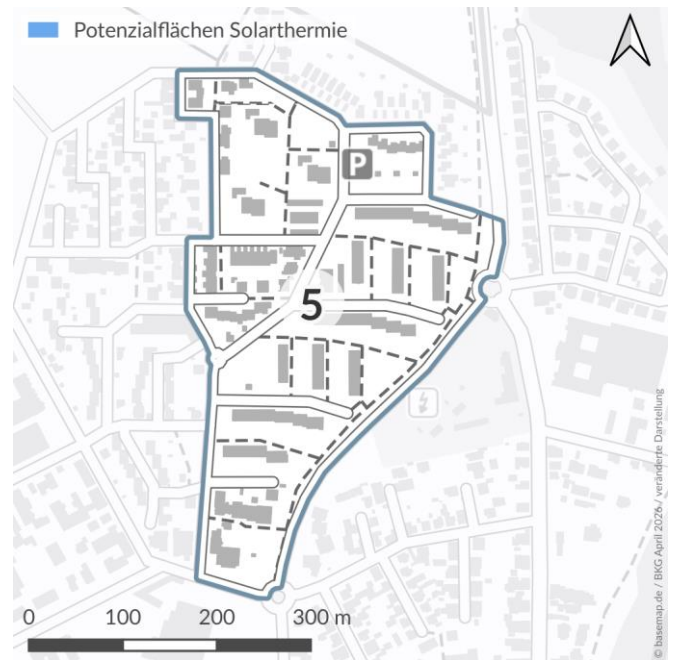 Potenzialflächen Solarthermie
P
5
0 100 200 300 m
© basemap.de / BKG April 2026 / veränderte Darstellung